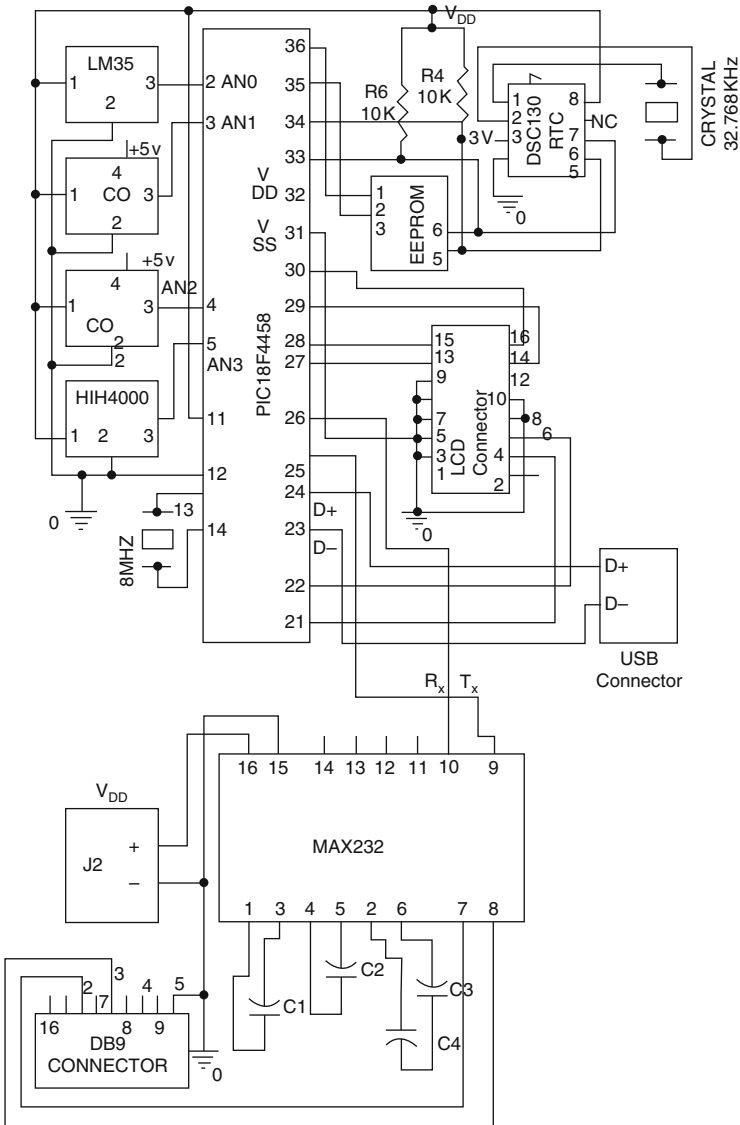 V_DD
LM35
1
3
2
2 AN0
3 AN1
+5v
4
1
CO
3
2
+5v
4
AN2
1
3
CO
2
2
4
5
AN3
HIH4000
1
2
3
11
12
0
13
14
8MHZ
PIC18F4458
36
35
34
33
V
DD
32
V
SS
31
30
29
28
27
26
25
24
D+
23
D–
22
21
R6
10K
R4
10K
3V
1
2
3
EEPROM
6
5
7
1
2
3
DSC130
RTC
8
NC
7
6
5
0
CRYSTAL
32.768KHz
15
13
9
7
5
3
1
LCD
Connector
16
14
12
10
8
6
4
2
0
D+
D–
USB
Connector
R_x
T_x
16
15
14
13
12
11
10
9
V_DD
J2
+
–
MAX232
1
3
4
5
2
6
7
8
C1
C2
C3
C4
2
3
7
4
5
16
8
9
DB9
CONNECTOR
0